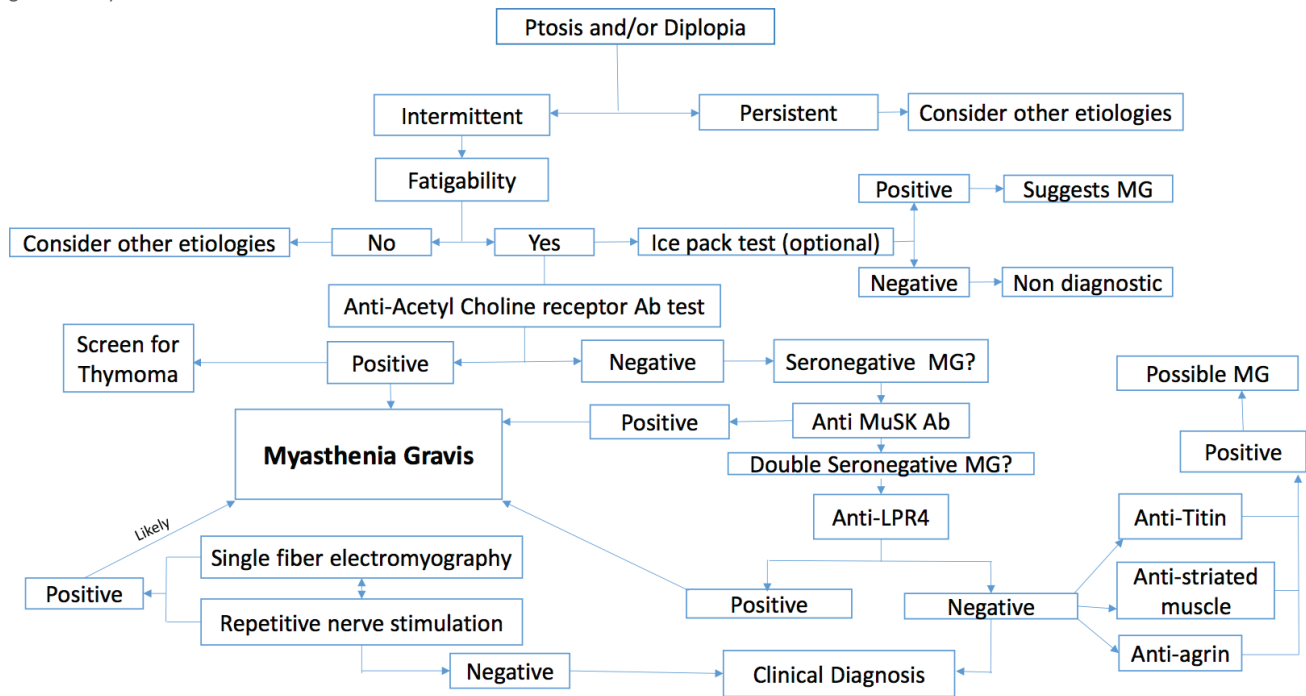 Ptosis and/or Diplopia
Intermittent
Persistent
Consider other etiologies
Fatigability
Positive
Suggests MG
Consider other etiologies
No
Yes
Ice pack test (optional)
Negative
Non diagnostic
Anti-Acetyl Choline receptor Ab test
Screen for
Thymoma
Positive
Negative
Seronegative MG?
Possible MG
Positive
Anti MuSK Ab
Myasthenia Gravis
Double Seronegative MG?
Positive
Likely
Anti-LPR4
Anti-Titin
Single fiber electromyography
Positive
Repetitive nerve stimulation
Positive
Negative
Anti-striated
muscle
Anti-agrin
Negative
Clinical Diagnosis